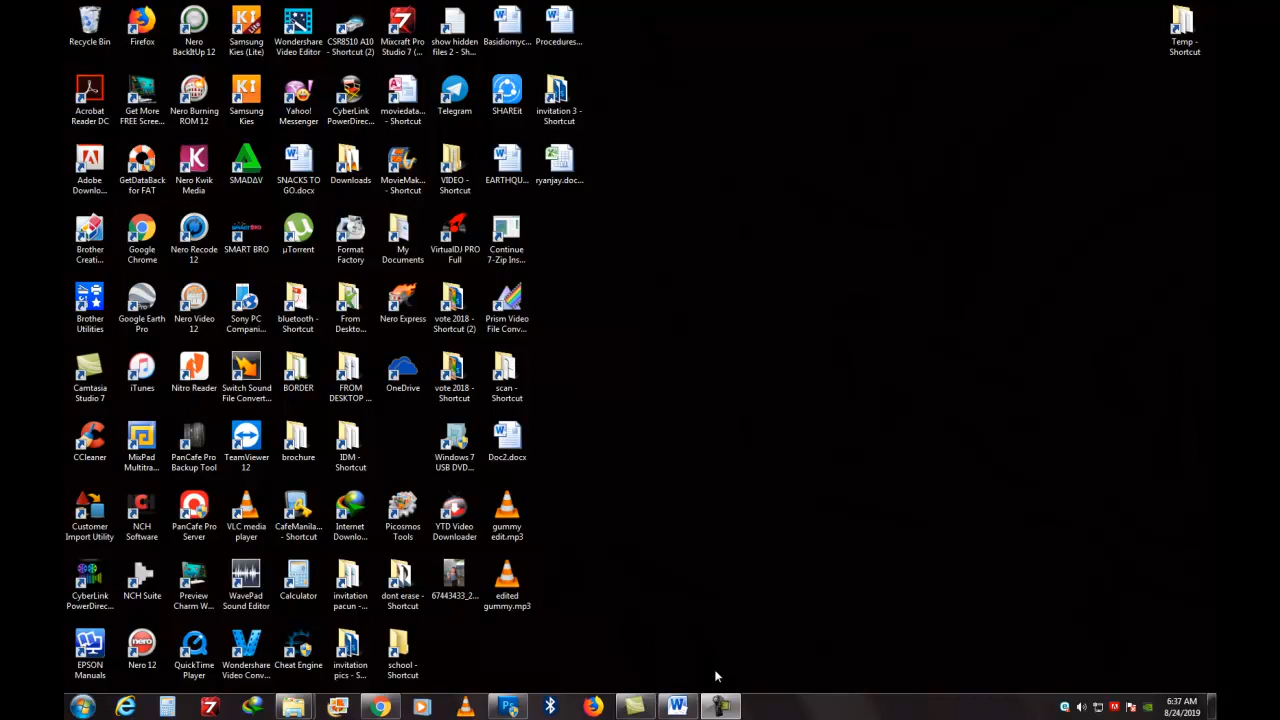 Recycle Bin
Firefox
Nero
BackItUp 12
Samsung
Kies (Lite)
Wondershare
Video Editor
CSR8510 A10
- Shortcut (2)
Mixcraft Pro
Studio 7 (...
show hidden
files 2 - Sh...
Basidiomyc...
Procedures...
Temp -
Shortcut
Acrobat
Reader DC
Get More
FREE Scree...
Nero Burning
ROM 12
Samsung
Kies
Yahoo!
Messenger
CyberLink
PowerDirec...
moviedata...
- Shortcut
Telegram
SHAREit
invitation 3 -
Shortcut
Adobe
Downlo...
GetDataBack
for FAT
Nero Kwik
Media
SMADΔV
SNACKS TO
GO.docx
Downloads
MovieMak...
- Shortcut
VIDEO -
Shortcut
EARTHQU...
ryanjay.doc...
Brother
Creati...
Google
Chrome
Nero Recode
12
SMART BRO
µTorrent
Format
Factory
My
Documents
VirtualDJ PRO
Full
Continue
7-Zip Ins...
Brother
Utilities
Google Earth
Pro
Nero Video
12
Sony PC
Compani...
bluetooth -
Shortcut
From
Deskto...
Nero Express
vote 2018 -
Shortcut (2)
Prism Video
File Conv...
Camtasia
Studio 7
iTunes
Nitro Reader
Switch Sound
File Convert...
BORDER
FROM
DESKTOP ...
OneDrive
vote 2018 -
Shortcut
scan -
Shortcut
CCleaner
MixPad
Multitra...
PanCafe Pro
Backup Tool
TeamViewer
12
brochure
IDM -
Shortcut
Windows 7
USB DVD...
Doc2.docx
Customer
Import Utility
NCH
Software
PanCafe Pro
Server
VLC media
player
CafeManila...
- Shortcut
Internet
Downlo...
Picosmos
Tools
YTD Video
Downloader
gummy
edit.mp3
CyberLink
PowerDirec...
NCH Suite
Preview
Charm W...
WavePad
Sound Editor
Calculator
invitation
pacun -...
dont erase -
Shortcut
67443433_2...
edited
gummy.mp3
EPSON
Manuals
Nero 12
QuickTime
Player
Wondershare
Video Conv...
Cheat Engine
invitation
pics - S...
school -
Shortcut
6:37 AM
8/24/2019